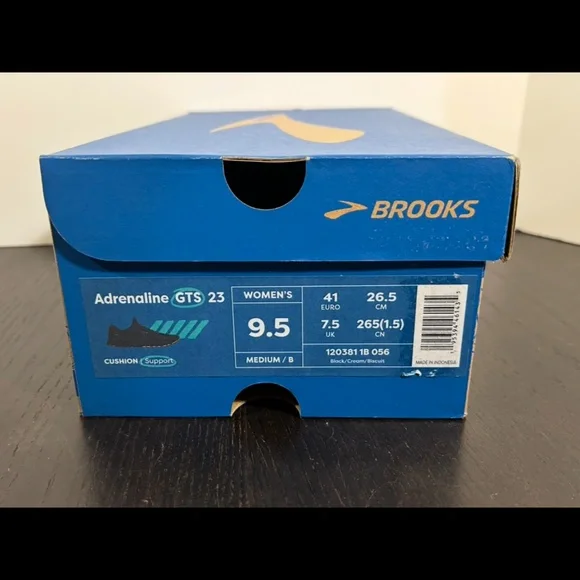 BROOKS
Adrenaline GTS 23
CUSHION Support
WOMEN'S
9.5
MEDIUM / B
41 26.5
EURO CM
7.5 265(1.5)
UK CN
120381 1B 056
Black/Cream/Biscuit
MADE IN INDONESIA